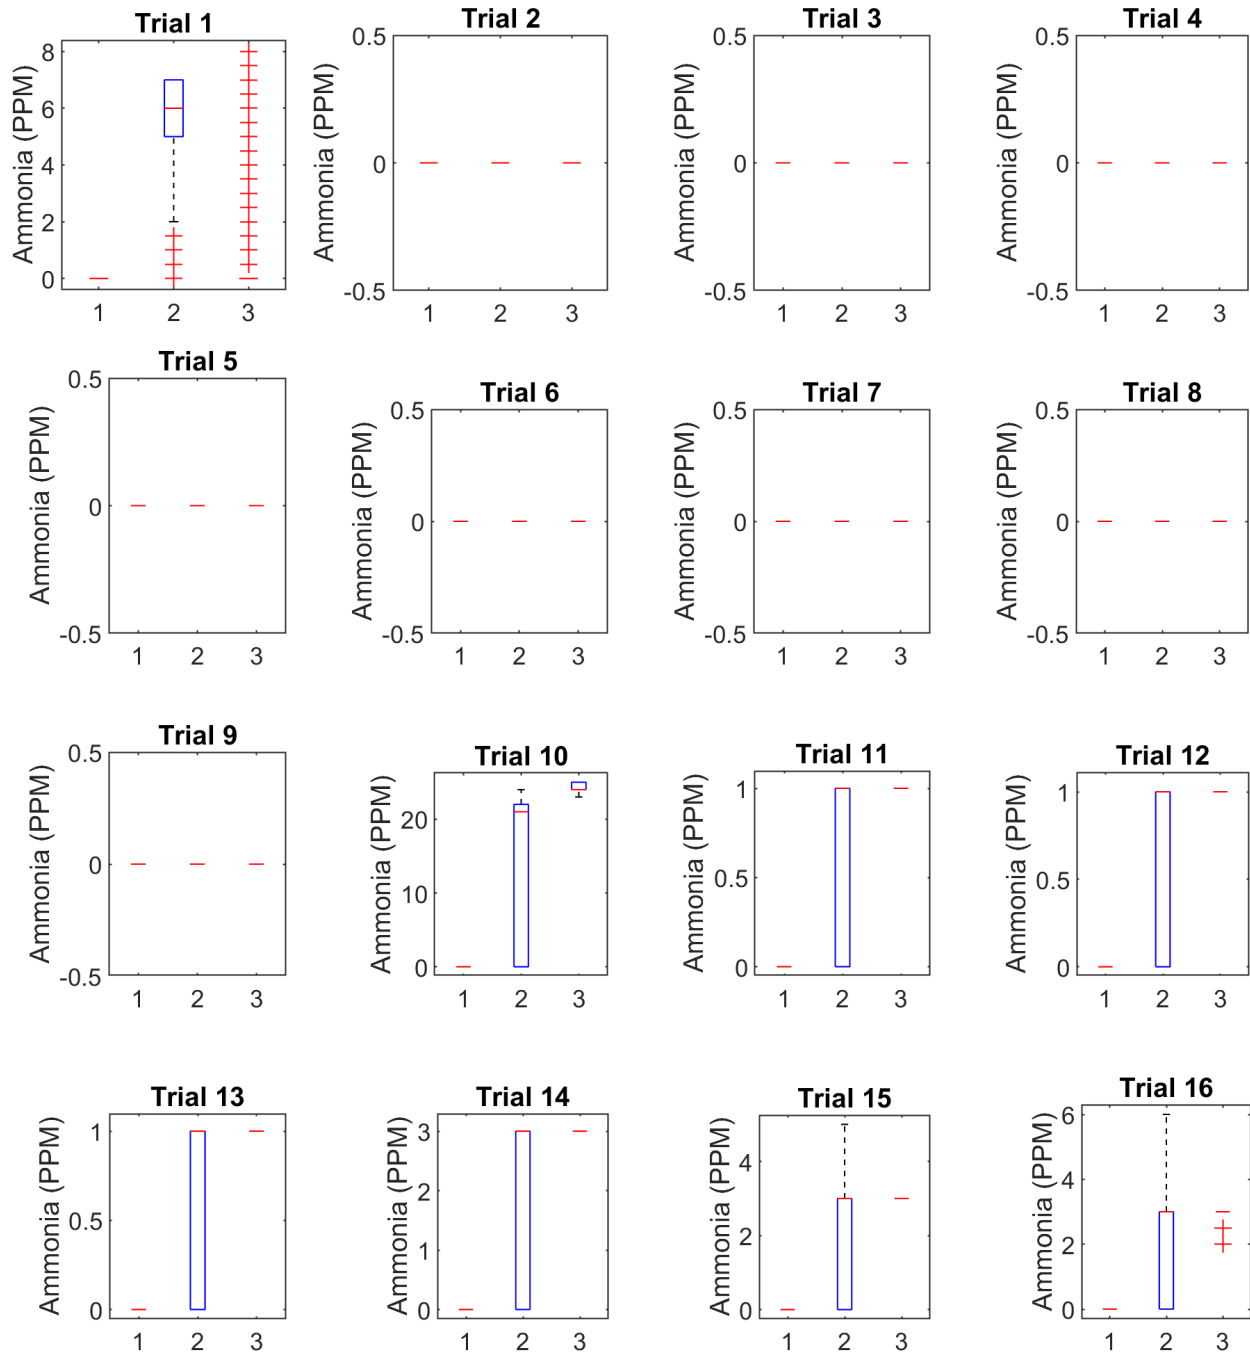 Trial 1
Ammonia (PPM)
8
6
4
2
0
1 2 3
Trial 2
Ammonia (PPM)
0.5
0
-0.5
1 2 3
Trial 3
Ammonia (PPM)
0.5
0
-0.5
1 2 3
Trial 4
Ammonia (PPM)
0.5
0
-0.5
1 2 3
Trial 5
Ammonia (PPM)
0.5
0
-0.5
1 2 3
Trial 6
Ammonia (PPM)
0.5
0
-0.5
1 2 3
Trial 7
Ammonia (PPM)
0.5
0
-0.5
1 2 3
Trial 8
Ammonia (PPM)
0.5
0
-0.5
1 2 3
Trial 9
Ammonia (PPM)
0.5
0
-0.5
1 2 3
Trial 10
Ammonia (PPM)
20
10
0
1 2 3
Trial 11
Ammonia (PPM)
1
0.5
0
1 2 3
Trial 12
Ammonia (PPM)
1
0.5
0
1 2 3
Trial 13
Ammonia (PPM)
1
0.5
0
1 2 3
Trial 14
Ammonia (PPM)
3
2
1
0
1 2 3
Trial 15
Ammonia (PPM)
4
2
0
1 2 3
Trial 16
Ammonia (PPM)
6
4
2
0
1 2 3